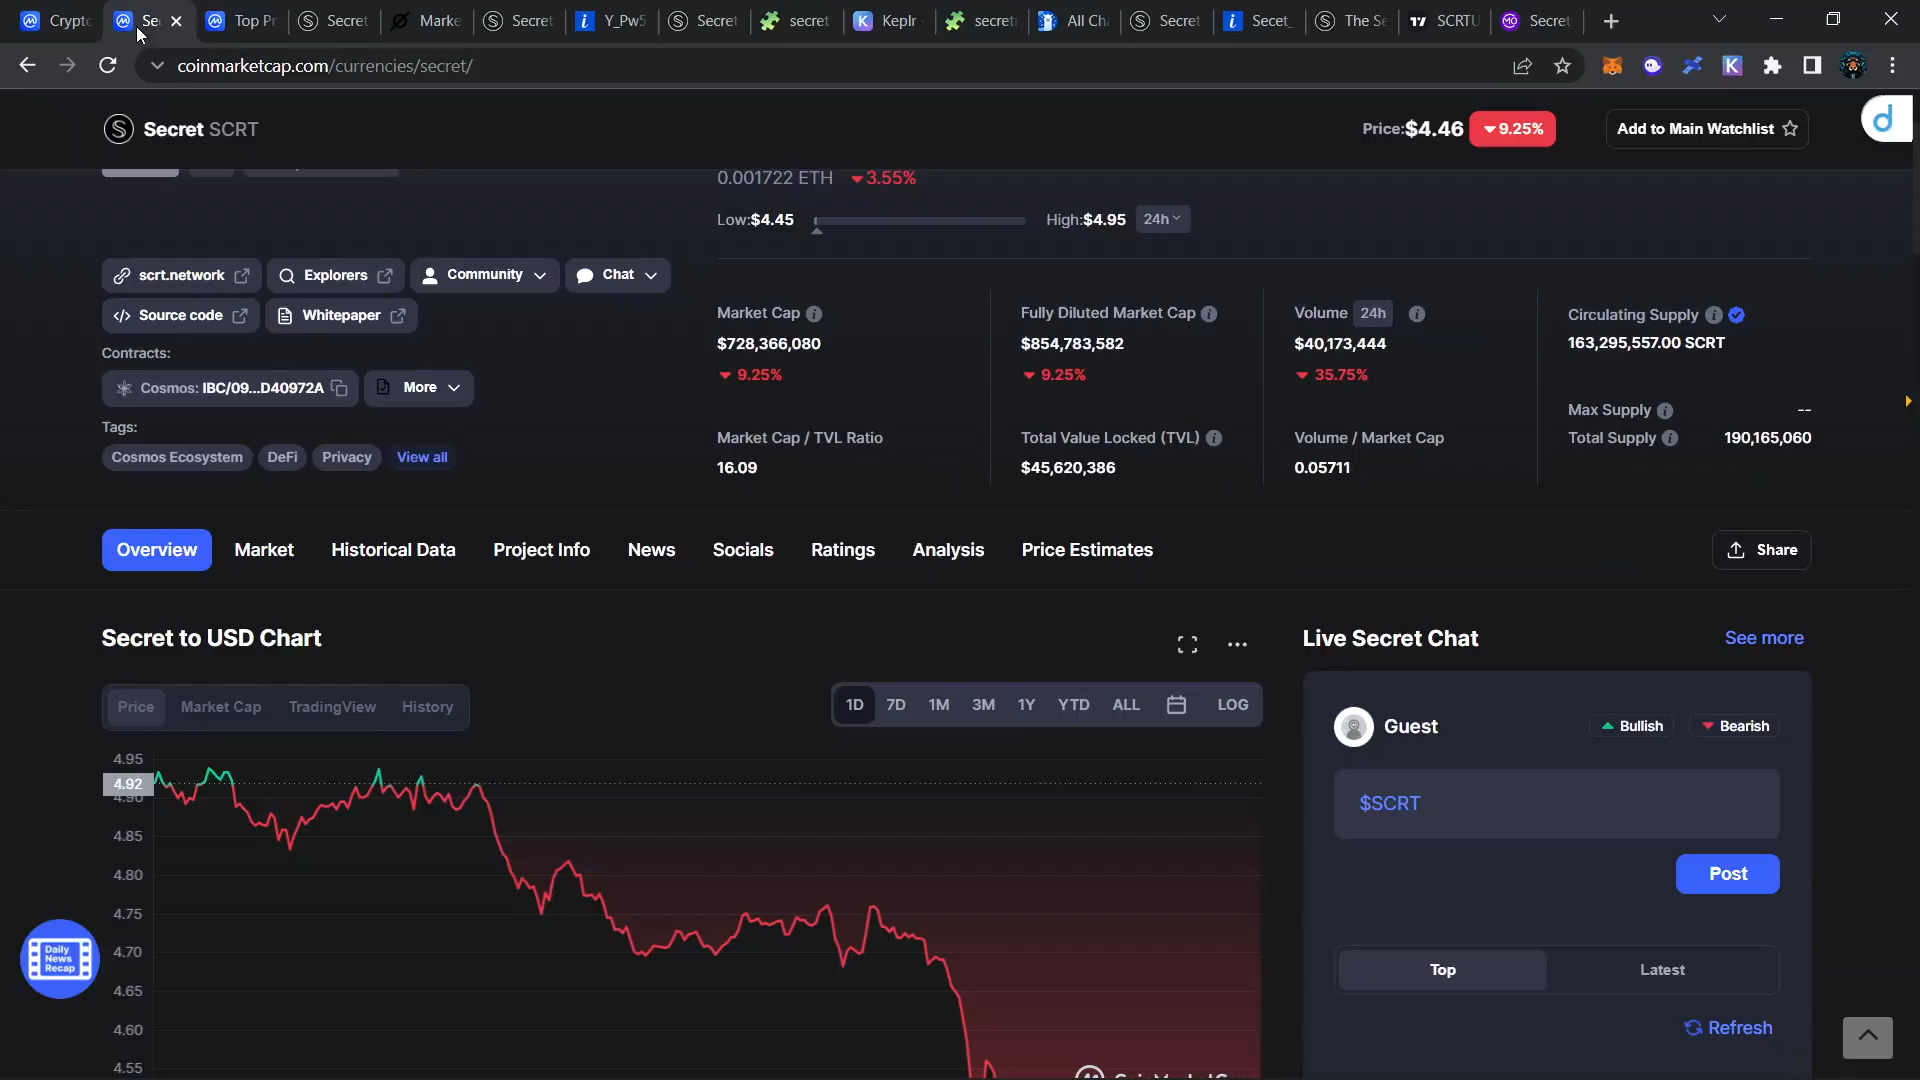 Crypto
Se
Top Pr
Secret
Marke
Secret
Y_Pw5
Secret
secret
Keplr
secret
All Ch
Secret
Secet_
The Se
SCRTU
Secret
coinmarketcap.com/currencies/secret/
Secret SCRT
Price:$4.46 9.25%
Add to Main Watchlist
0.001722 ETH 3.55%
Low:$4.45 High:$4.95 24h
scrt.network Explorers Community Chat
Source code Whitepaper
Contracts:
Cosmos: IBC/09...D40972A More
Tags:
Cosmos Ecosystem DeFi Privacy View all
Market Cap
$728,366,080
9.25%
Market Cap / TVL Ratio
16.09
Fully Diluted Market Cap
$854,783,582
9.25%
Total Value Locked (TVL)
$45,620,386
Volume 24h
$40,173,444
35.75%
Volume / Market Cap
0.05711
Circulating Supply
163,295,557.00 SCRT
Max Supply --
Total Supply 190,165,060
Overview Market Historical Data Project Info News Socials Ratings Analysis Price Estimates Share
Secret to USD Chart
Price Market Cap TradingView History
1D 7D 1M 3M 1Y YTD ALL LOG
4.95
4.92
4.90
4.85
4.80
4.75
4.70
4.65
4.60
4.55
Daily
News
Recap
Live Secret Chat See more
Guest Bullish Bearish
$SCRT
Post
Top Latest
Refresh